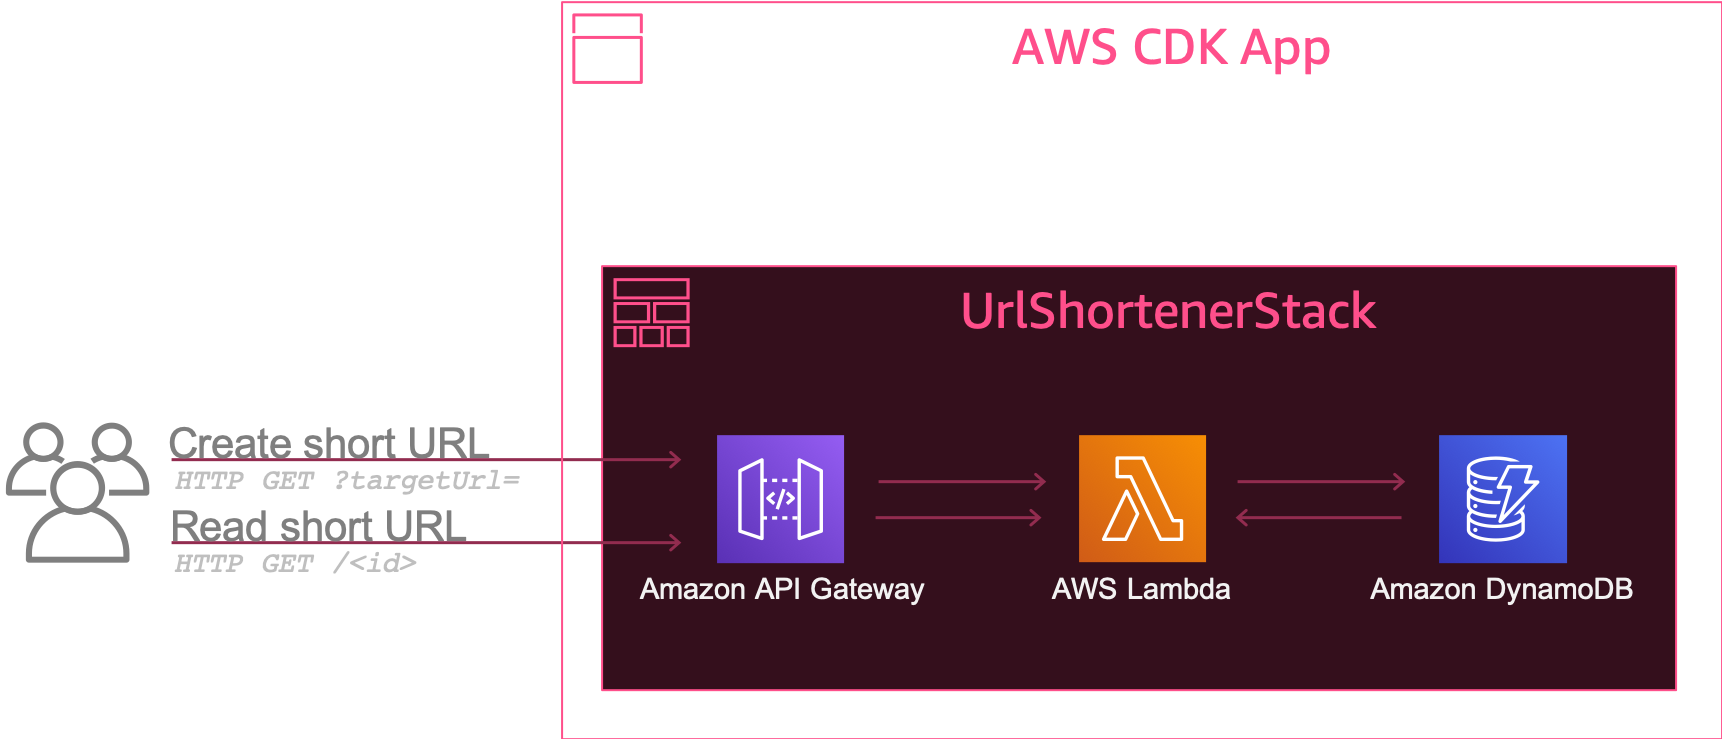 AWS CDK App
UrlShortenerStack
Create short URL
HTTP GET ?targetUrl=
Read short URL
HTTP GET /<id>
</>
Amazon API Gateway
AWS Lambda
Amazon DynamoDB